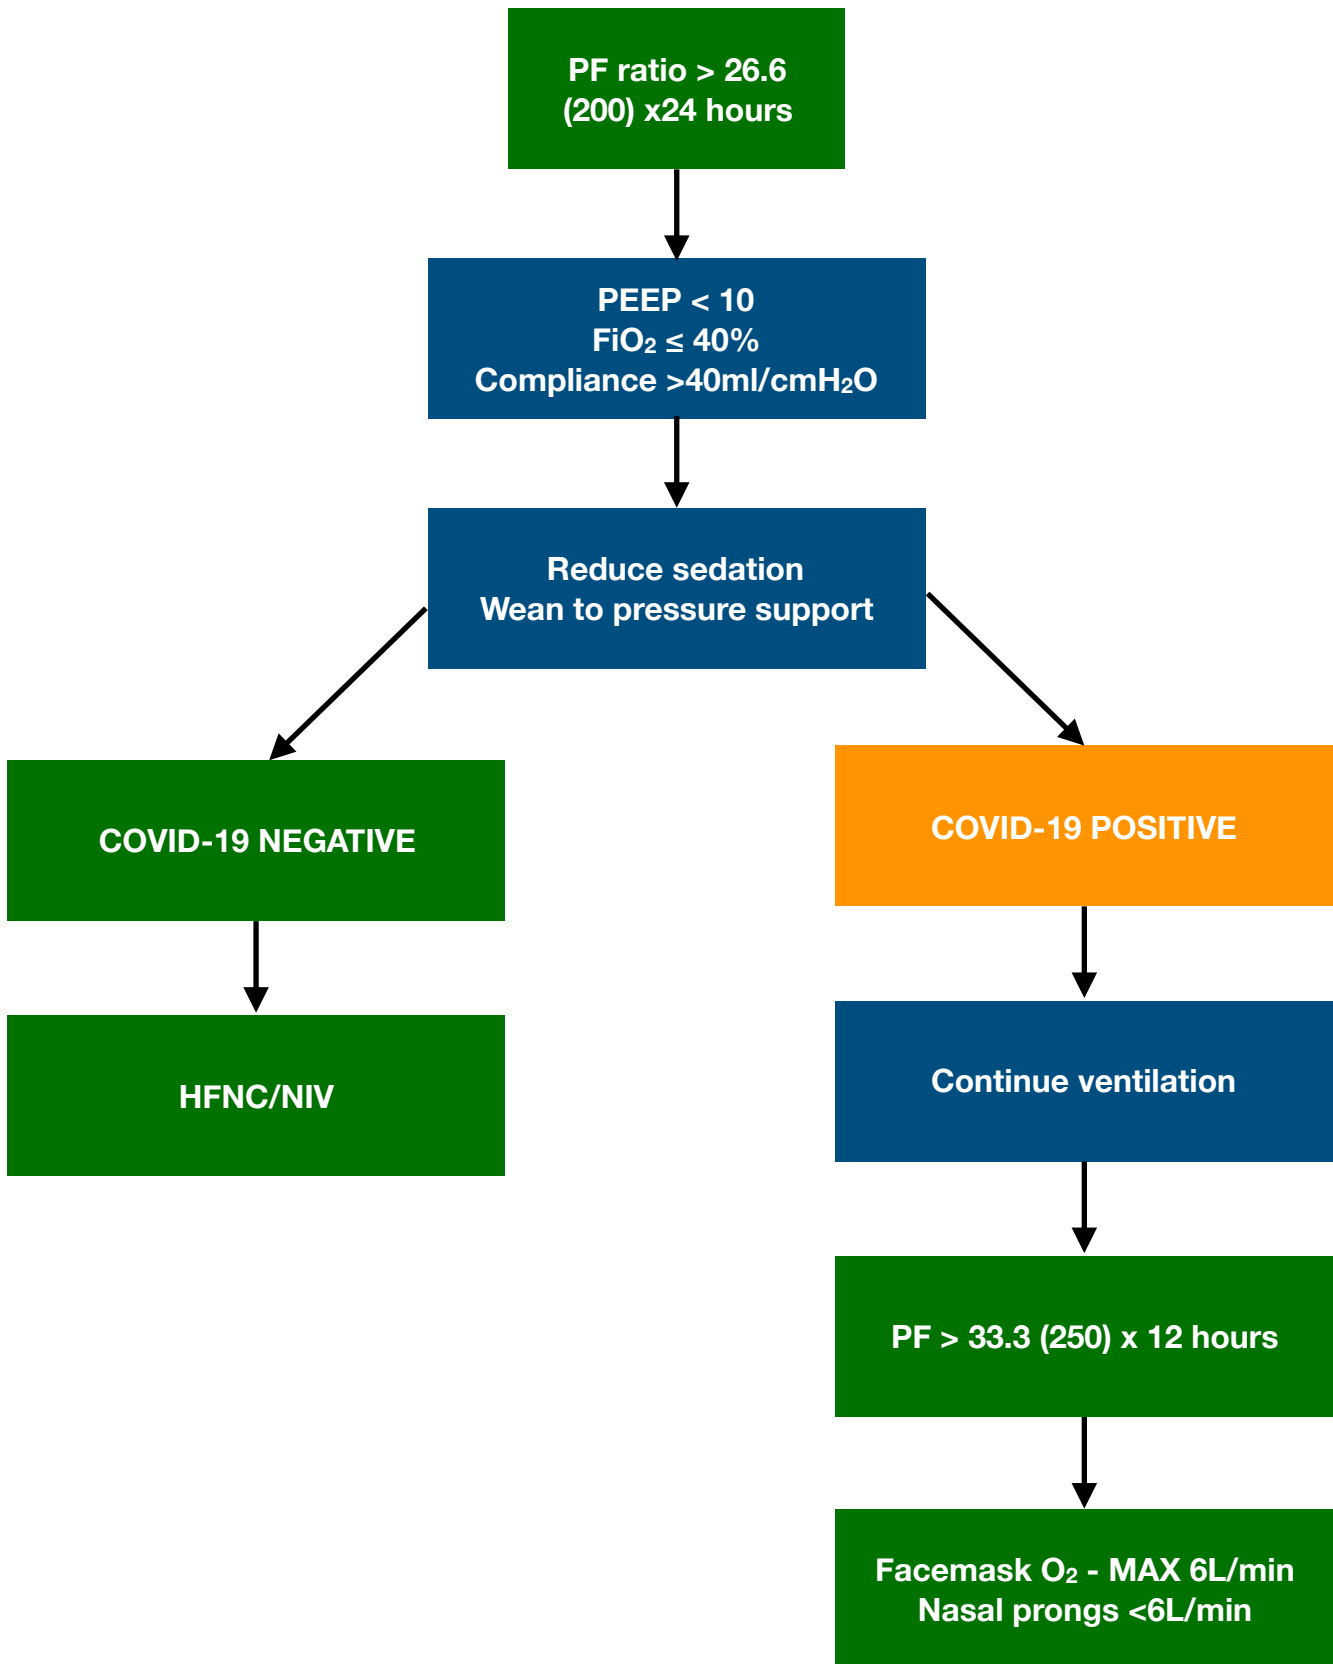 PF ratio > 26.6
(200) x24 hours
PEEP < 10
FiO₂ ≤ 40%
Compliance >40ml/cmH₂O
Reduce sedation
Wean to pressure support
COVID-19 NEGATIVE
HFNC/NIV
COVID-19 POSITIVE
Continue ventilation
PF > 33.3 (250) x 12 hours
Facemask O₂ - MAX 6L/min
Nasal prongs <6L/min